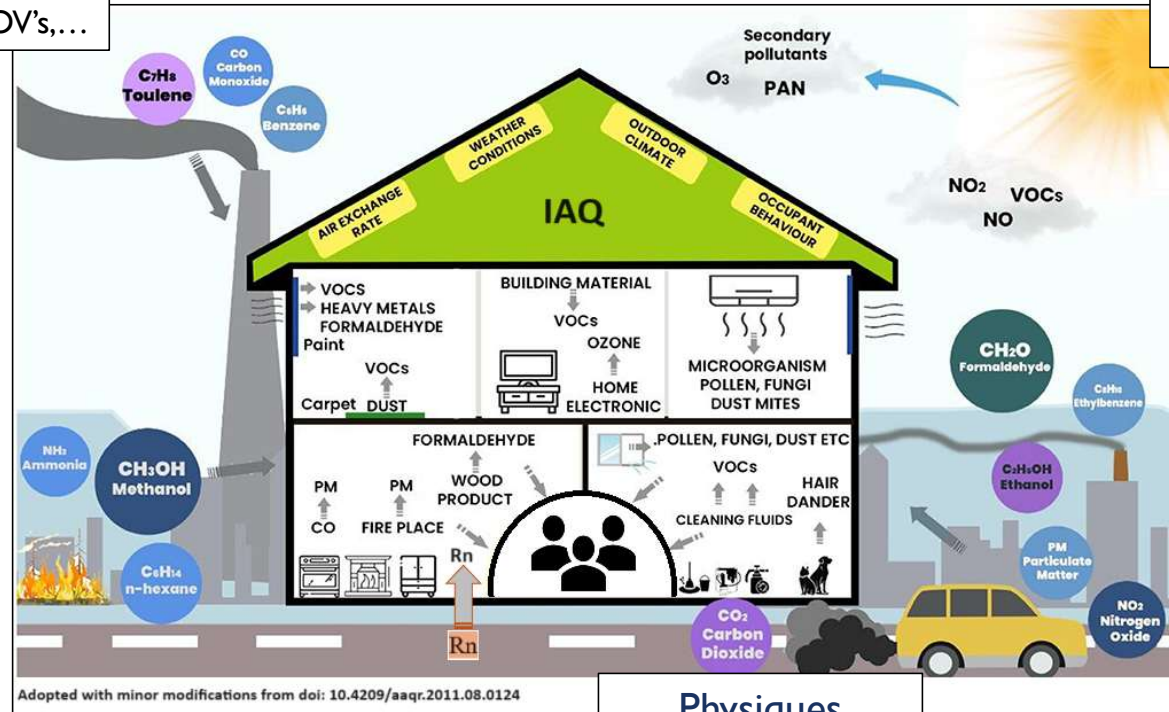 OV's,...
C₇H₈
Toulene
CO
Carbon
Monoxide
C₆H₆
Benzene
Secondary
pollutants
O₃
PAN
NO₂
VOCs
NO
WEATHER
CONDITIONS
OUTDOOR
CLIMATE
AIR EXCHANGE
RATE
IAQ
OCCUPANT
BEHAVIOUR
VOCS
HEAVY METALS
FORMALDEHYDE
Paint
VOCs
Carpet DUST
BUILDING MATERIAL
VOCs
OZONE
HOME
ELECTRONIC
MICROORGANISM
POLLEN, FUNGI
DUST MITES
CH₂O
Formaldehyde
C₈H₁₀
Ethylbenzene
NH₃
Ammonia
CH₃OH
Methanol
C₆H₁₄
n-hexane
FORMALDEHYDE
WOOD
PRODUCT
PM
CO
PM
FIRE PLACE
Rn
Rn
.POLLEN, FUNGI, DUST ETC
VOCs
CLEANING FLUIDS
HAIR
DANDER
C₂H₅OH
Ethanol
PM
Particulate
Matter
CO₂
Carbon
Dioxide
NO₂
Nitrogen
Oxide
Adopted with minor modifications from doi: 10.4209/aaqr.2011.08.0124
Physiques